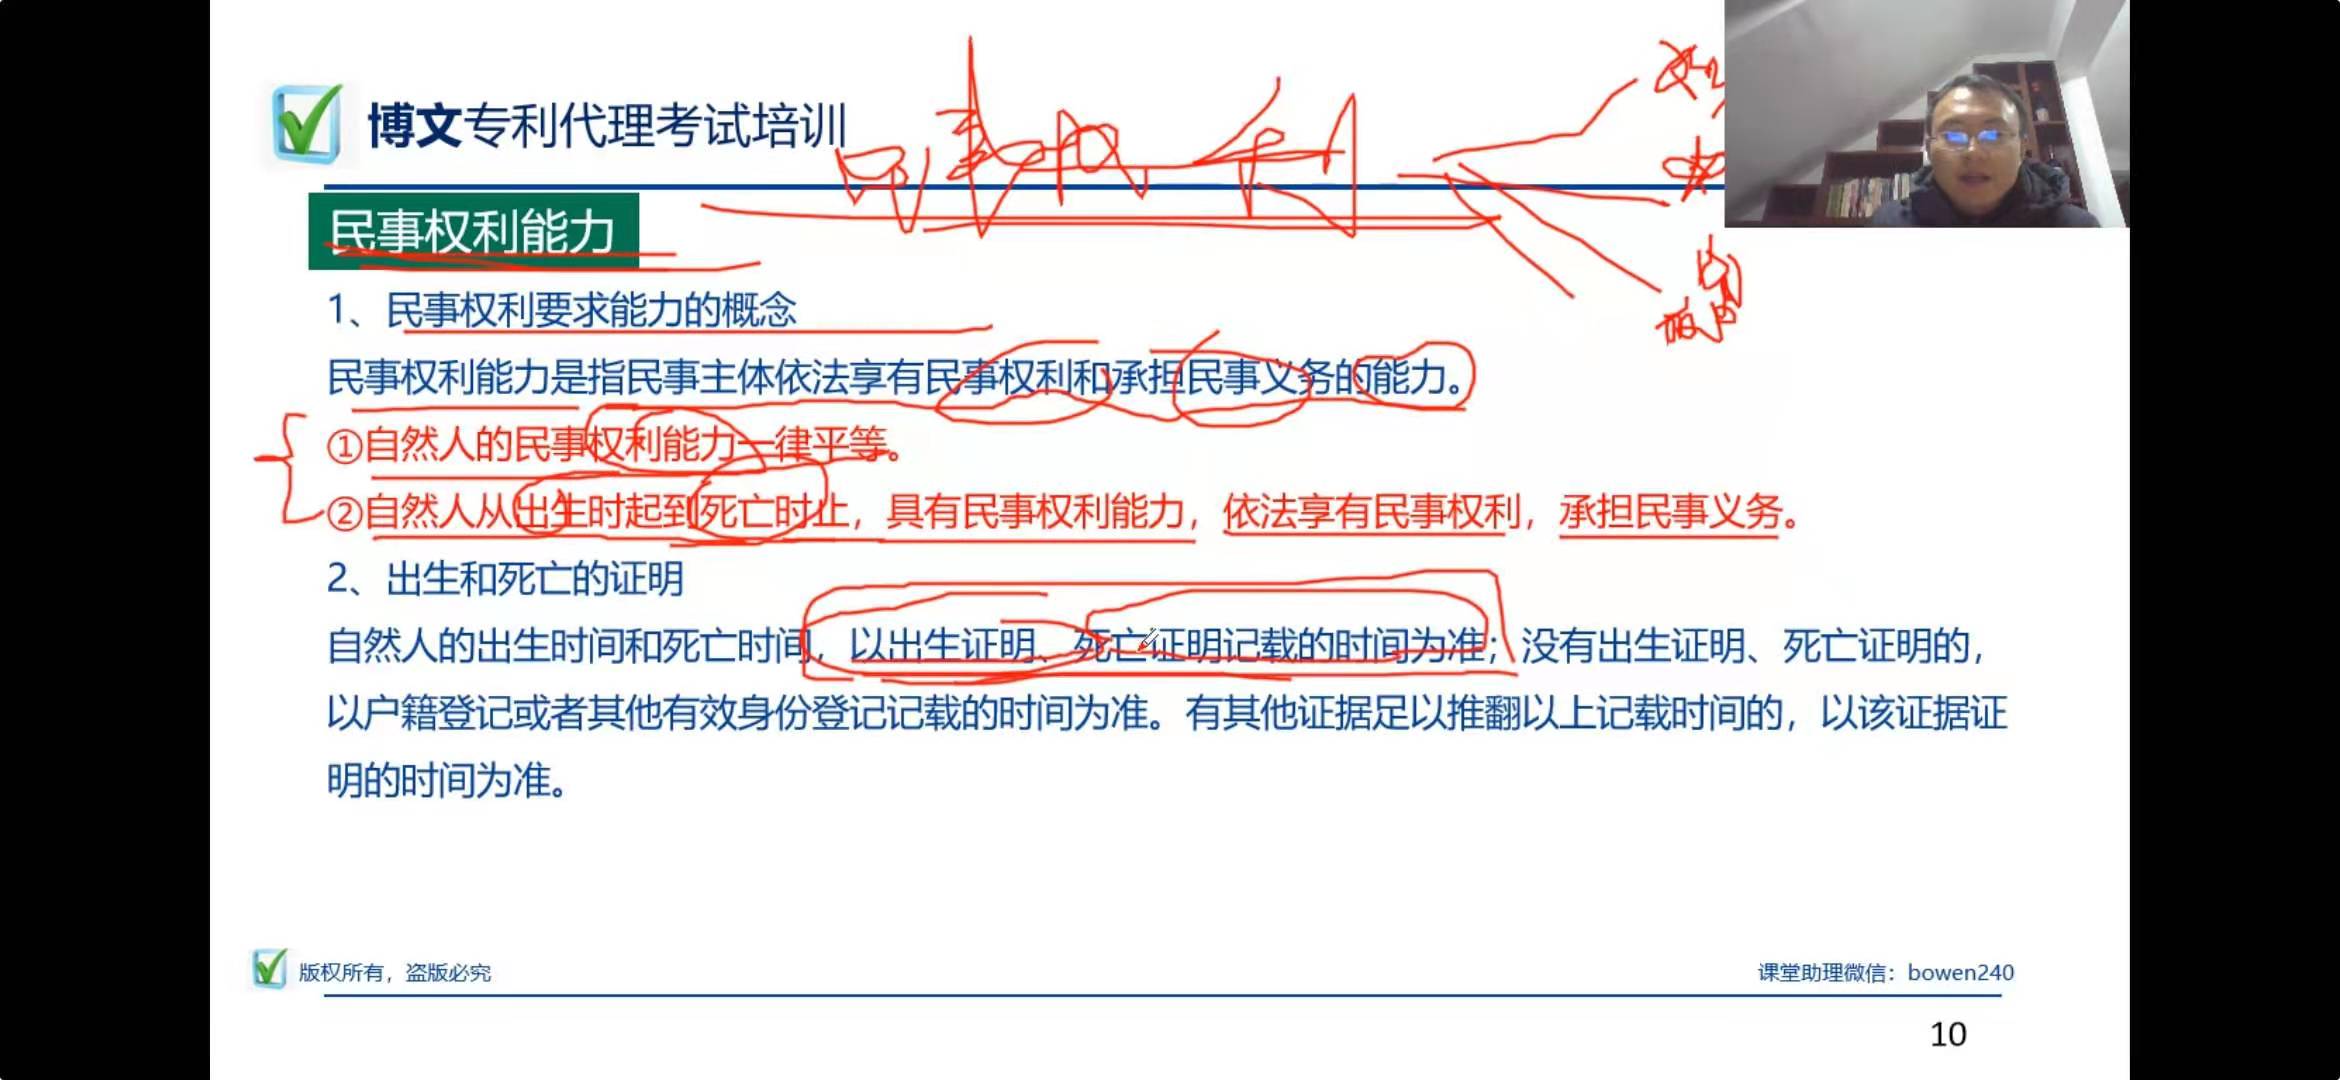 博文专利代理考试培训
民事权利能力
1、民事权利要求能力的概念
民事权利能力是指民事主体依法享有民事权利和承担民事义务的能力。
①自然人的民事权利能力一律平等。
②自然人从出生时起到死亡时止，具有民事权利能力，依法享有民事权利，承担民事义务。
2、出生和死亡的证明
自然人的出生时间和死亡时间，以出生证明、死亡证明记载的时间为准；没有出生证明、死亡证明的，
以户籍登记或者其他有效身份登记记载的时间为准。有其他证据足以推翻以上记载时间的，以该证据证
明的时间为准。
版权所有，盗版必究
课堂助理微信：bowen240
10